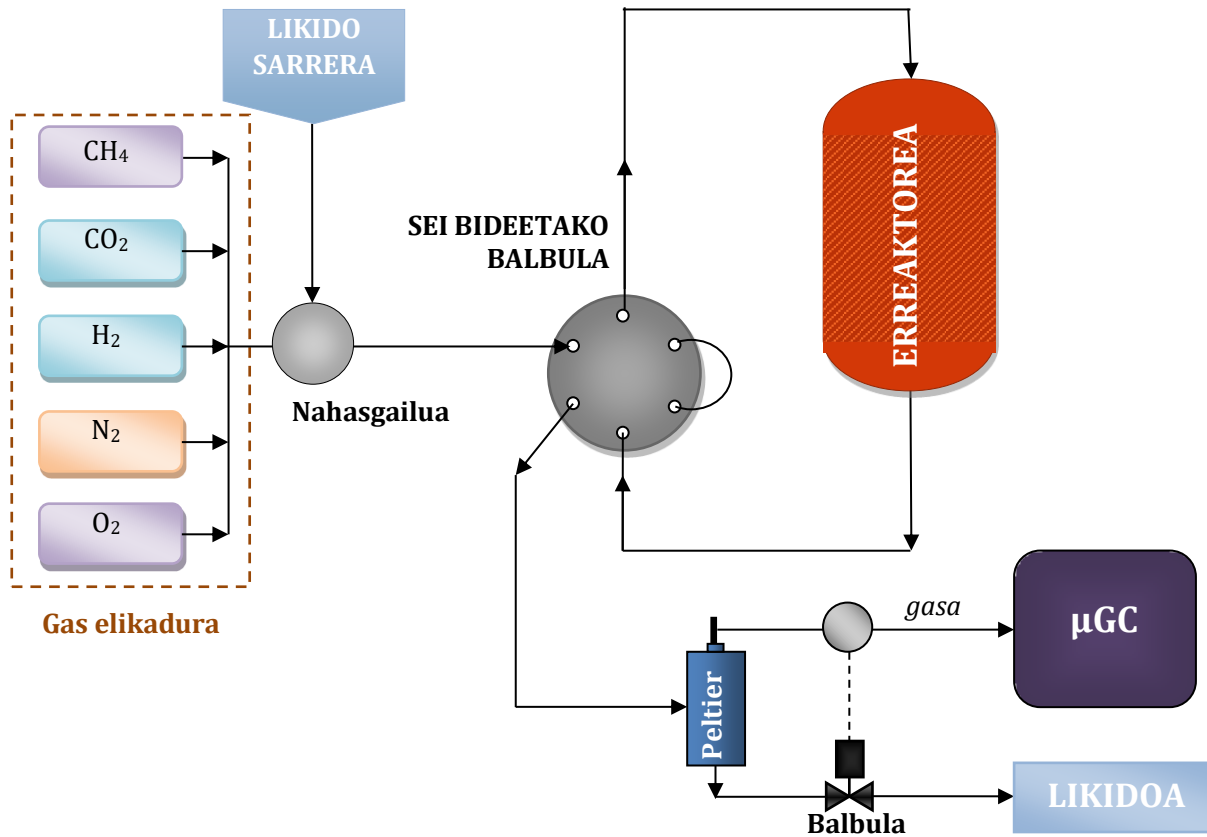 LIKIDO
SARRERA
CH₄
CO₂
H₂
N₂
O₂
Gas elikadura
Nahasgailua
SEI BIDEETAKO
BALBULA
ERREAKTOREA
Peltier
gasa
µGC
Balbula
LIKIDOA